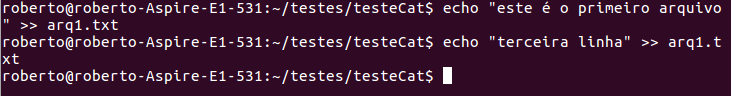 roberto@roberto-Aspire-E1-531:~/testes/testeCat$ echo "este é o primeiro arquivo
" >> arq1.txt
roberto@roberto-Aspire-E1-531:~/testes/testeCat$ echo "terceira linha" >> arq1.t
xt
roberto@roberto-Aspire-E1-531:~/testes/testeCat$